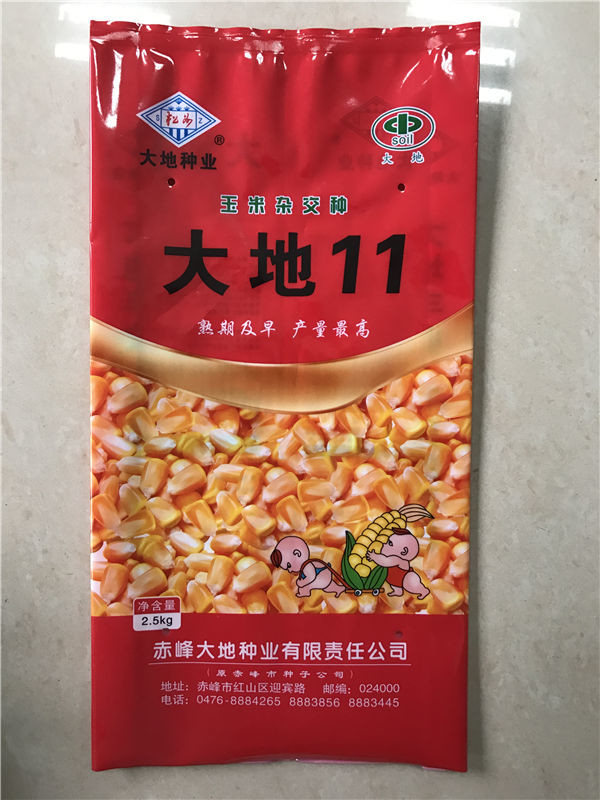 大地种业®
soil
大地
玉米杂交种
大地11
熟期及早 产量最高
净含量
2.5kg
赤峰大地种业有限责任公司
(原赤峰市种子公司)
地址：赤峰市红山区迎宾路 邮编：024000
电话：0476-8884265 8883856 8883445